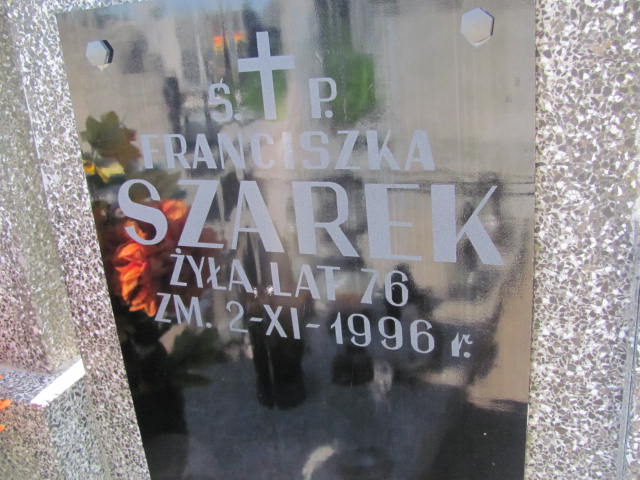 Ś. P.
FRANCISZKA
SZAREK
ŻYŁA LAT 76
ZM. 2-XI-1996 r.